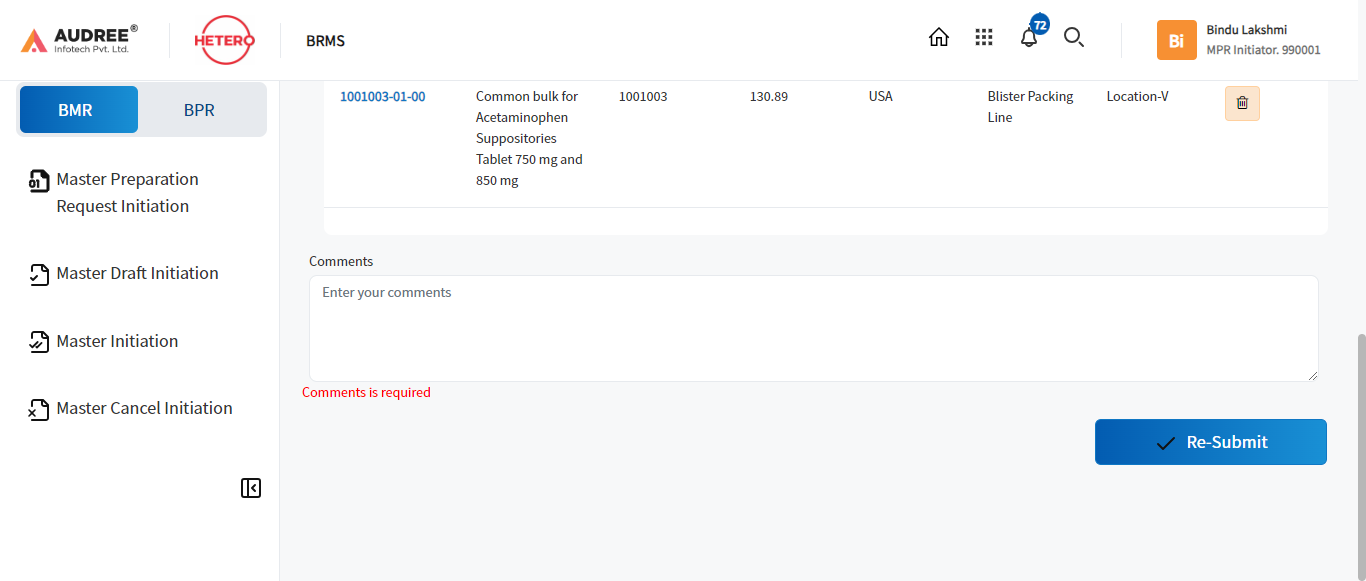 AUDREE®
Infotech Pvt. Ltd.
HETERO
BRMS
72
Bi
Bindu Lakshmi
MPR Initiator. 990001
BMR
BPR
Master Preparation
Request Initiation
Master Draft Initiation
Master Initiation
Master Cancel Initiation
1001003-01-00
Common bulk for
Acetaminophen
Suppositories
Tablet 750 mg and
850 mg
1001003
130.89
USA
Blister Packing
Line
Location-V
Comments
Enter your comments
Comments is required
Re-Submit